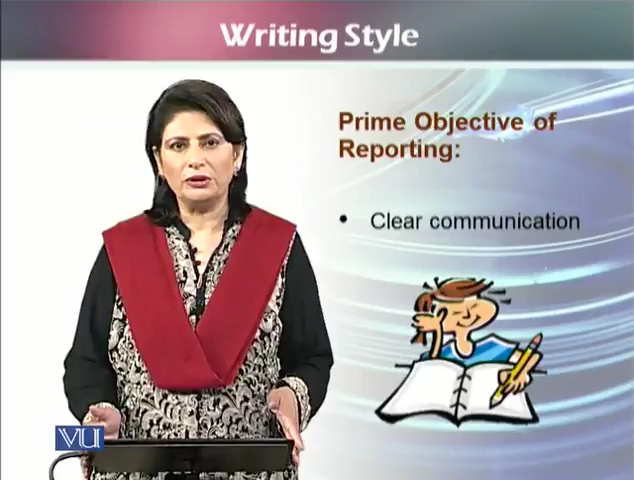 Writing Style
Prime Objective of
Reporting:
• Clear communication
VU